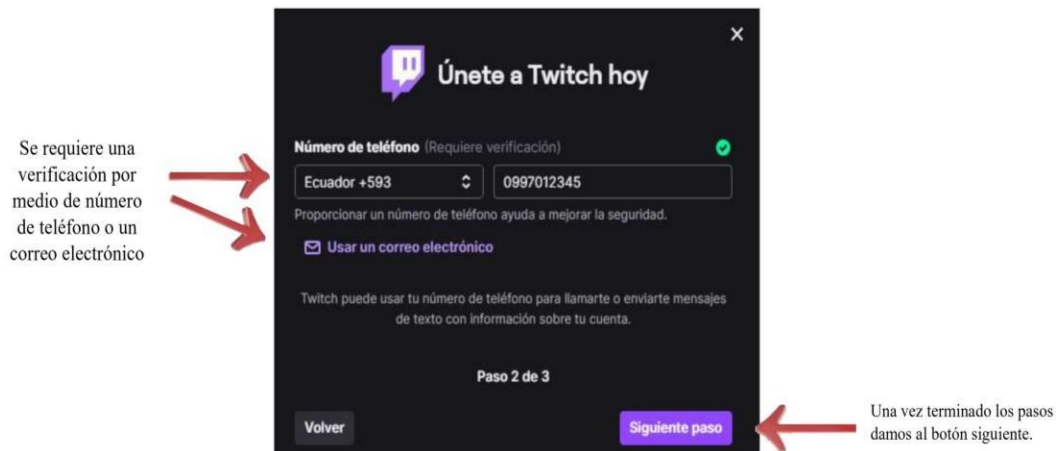 Únete a Twitch hoy
Se requiere una
verificación por
medio de número
de teléfono o un
correo electrónico
Número de teléfono (Requiere verificación)
Ecuador +593
0997012345
Proporcionar un número de teléfono ayuda a mejorar la seguridad.
Usar un correo electrónico
Twitch puede usar tu número de teléfono para llamarte o enviarte mensajes
de texto con información sobre tu cuenta.
Paso 2 de 3
Volver
Siguiente paso
Una vez terminado los pasos
damos al botón siguiente.